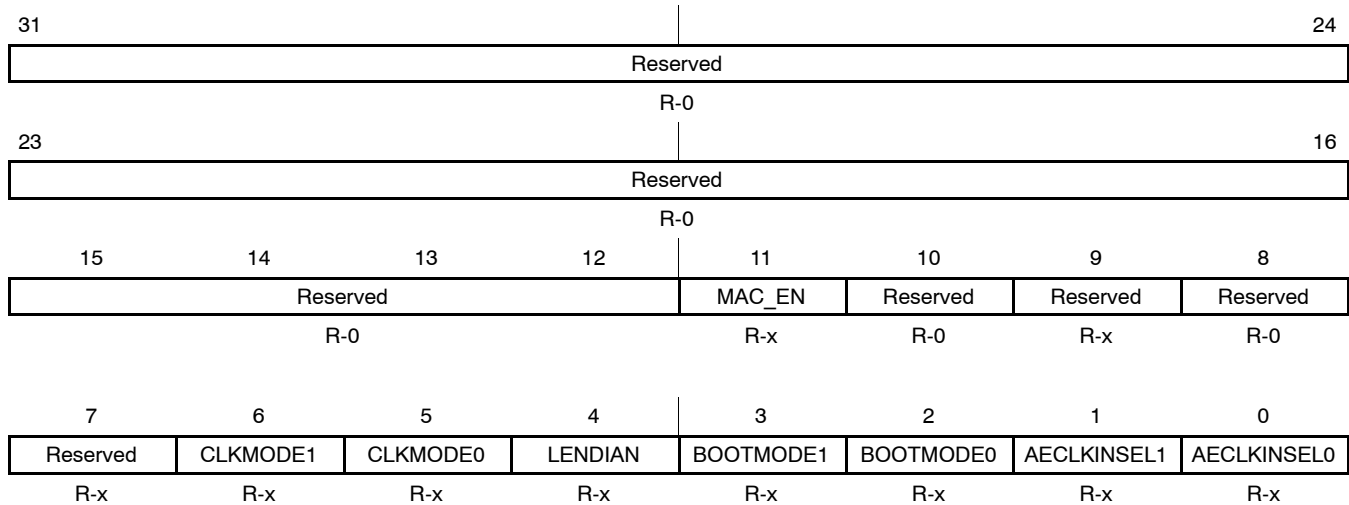 31 24
Reserved
R-0
23 16
Reserved
R-0
15 14 13 12 11 10 9 8
Reserved MAC_EN Reserved Reserved Reserved
R-0 R-x R-0 R-x R-0
7 6 5 4 3 2 1 0
Reserved CLKMODE1 CLKMODE0 LENDIAN BOOTMODE1 BOOTMODE0 AECLKINSEL1 AECLKINSEL0
R-x R-x R-x R-x R-x R-x R-x R-x